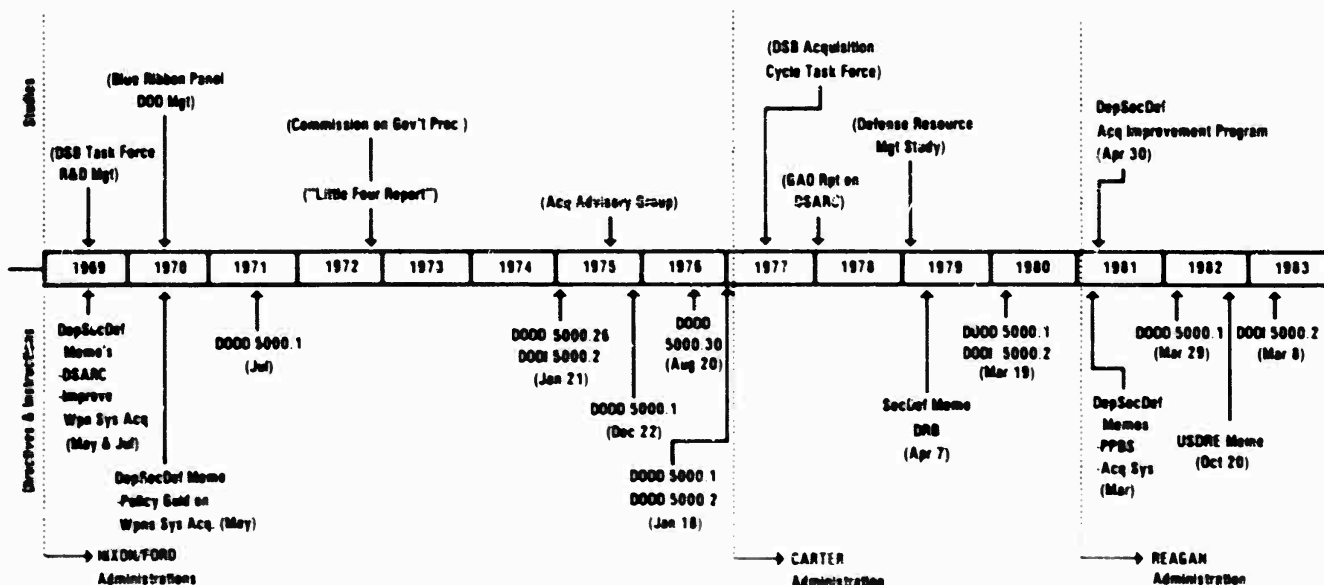 Studies
(Blue Ribbon Panel
DOD Mgt)
(DSB Task Force
R&D Mgt)
(Commission on Gov't Proc )
("Little Four Report")
(Acq Advisory Group)
(DSB Acquisition
Cycle Task Force)
(GAO Rpt on
DSARC)
(Defense Resource
Mgt Study)
DepSecDef
Acq Improvement Program
(Apr 30)
1969
1970
1971
1972
1973
1974
1975
1976
1977
1978
1979
1980
1981
1982
1983
Directives & Instructions
DepSecDef
Memo's
-DSARC
-Improve
Wpn Sys Acq
(May & Jul)
DepSecDef Memo
-Policy Guid on
Wpns Sys Acq. (May)
DODD 5000.1
(Jul)
DODD 5000.26
DODI 5000.2
(Jan 21)
DODD 5000.1
(Dec 22)
DODD
5000.30
(Aug 20)
DODD 5000.1
DODD 5000.2
(Jan 18)
SecDef Memo
DRB
(Apr 7)
DODD 5000.1
DODI 5000.2
(Mar 19)
DepSecDef
Memos
-PPBS
-Acq Sys
(Mar)
DODD 5000.1
(Mar 29)
USDRE Memo
(Oct 20)
DODI 5000.2
(Mar 8)
NIXON/FORD
Administrations
CARTER
Administration
REAGAN
Administration